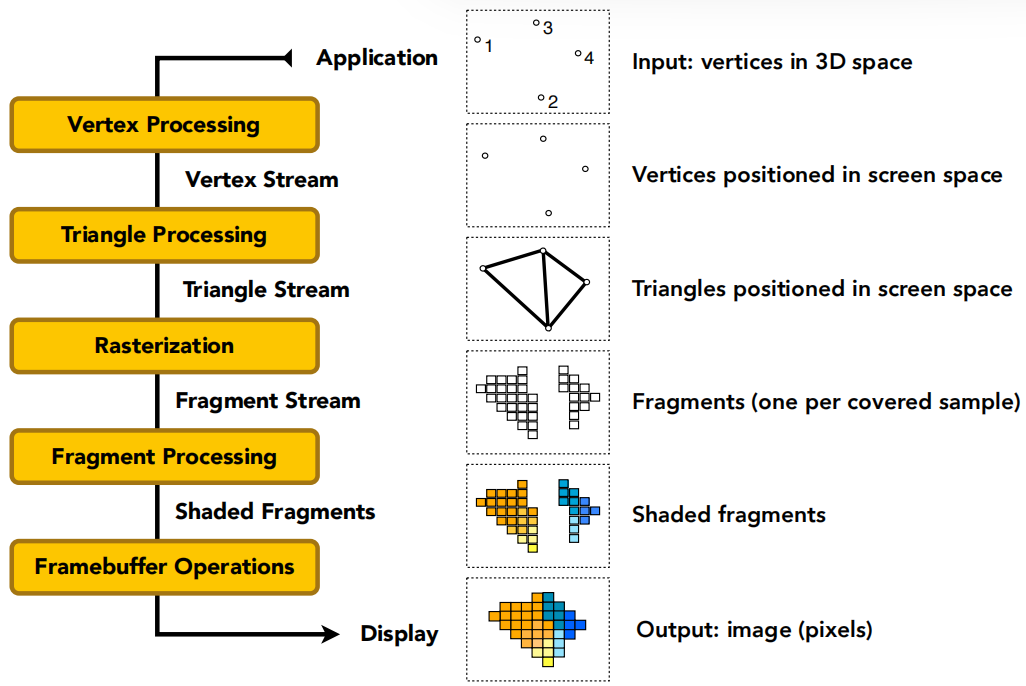 Application
1
3
4
2
Input: vertices in 3D space
Vertex Processing
Vertex Stream
Vertices positioned in screen space
Triangle Processing
Triangle Stream
Triangles positioned in screen space
Rasterization
Fragment Stream
Fragments (one per covered sample)
Fragment Processing
Shaded Fragments
Shaded fragments
Framebuffer Operations
Display
Output: image (pixels)